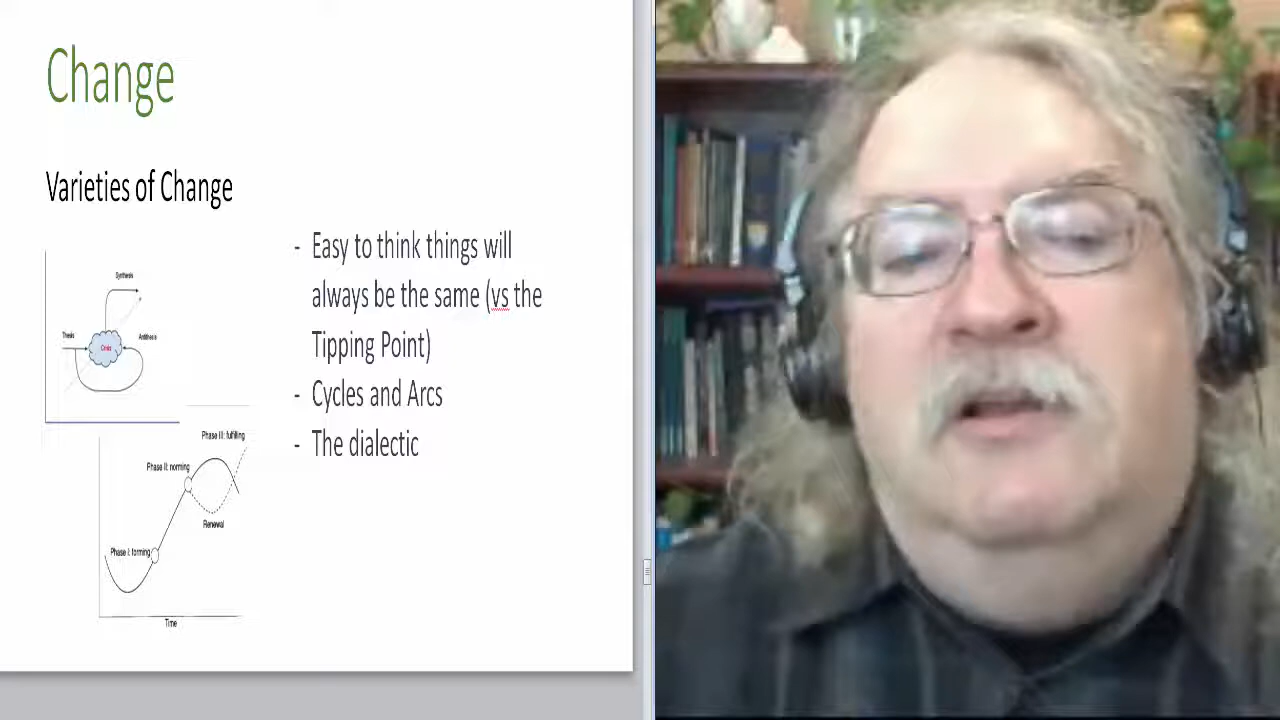 Change
Varieties of Change
- Easy to think things will
always be the same (vs the
Tipping Point)
- Cycles and Arcs
- The dialectic
Synthesis
Thesis
Antithesis
Crisis
Phase III: fulfilling
Phase II: norming
Renewal
Phase I: forming
Time